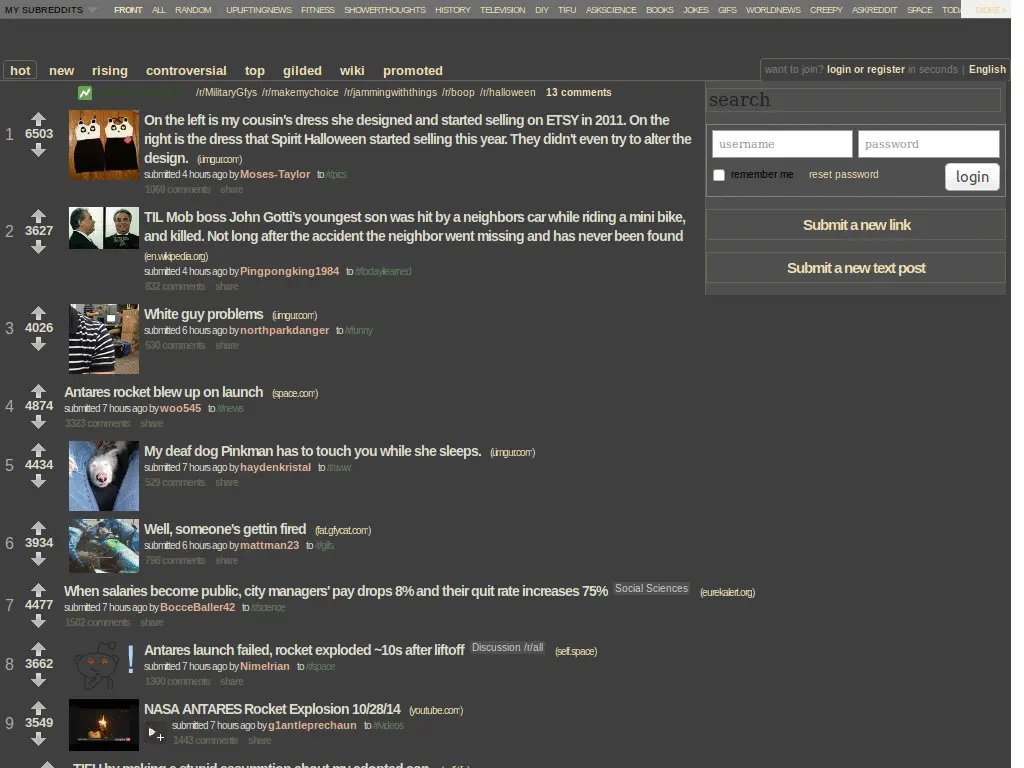 MY SUBREDDITS FRONT ALL RANDOM UPLIFTINGNEWS FITNESS SHOWERTHOUGHTS HISTORY TELEVISION DIY TIFU ASKSCIENCE BOOKS JOKES GIFS WORLDNEWS CREEPY ASKREDDIT SPACE TODA MORE »
hot new rising controversial top gilded wiki promoted
want to join? login or register in seconds | English
/r/MilitaryGfys /r/makemychoice /r/jammingwiththings /r/boop /r/halloween 13 comments
search
username password
remember me reset password login
Submit a new link
Submit a new text post
1 6503
On the left is my cousin's dress she designed and started selling on ETSY in 2011. On the
right is the dress that Spirit Halloween started selling this year. They didn't even try to alter the
design. (i.imgur.com)
submitted 4 hours ago by Moses-Taylor to /r/pics
1069 comments share
2 3627
TIL Mob boss John Gotti's youngest son was hit by a neighbors car while riding a mini bike,
and killed. Not long after the accident the neighbor went missing and has never been found
(en.wikipedia.org)
submitted 4 hours ago by Pingpongking1984 to /r/todayilearned
832 comments share
3 4026
White guy problems (i.imgur.com)
submitted 6 hours ago by northparkdanger to /r/funny
530 comments share
4 4874
Antares rocket blew up on launch (space.com)
submitted 7 hours ago by woo545 to /r/news
3323 comments share
5 4434
My deaf dog Pinkman has to touch you while she sleeps. (i.imgur.com)
submitted 7 hours ago by haydenkristal to /r/aww
529 comments share
6 3934
Well, someone's gettin fired (fat.gfycat.com)
submitted 6 hours ago by mattman23 to /r/gifs
798 comments share
7 4477
When salaries become public, city managers' pay drops 8% and their quit rate increases 75% Social Sciences (eurekalert.org)
submitted 7 hours ago by BocceBaller42 to /r/science
1502 comments share
8 3662
Antares launch failed, rocket exploded ~10s after liftoff Discussion /r/all (self.space)
submitted 7 hours ago by Nimelrian to /r/space
1300 comments share
9 3549
NASA ANTARES Rocket Explosion 10/28/14 (youtube.com)
submitted 7 hours ago by g1antleprechaun to /r/videos
1443 comments share
TIFU by making a stupid assumption about my adopted son.